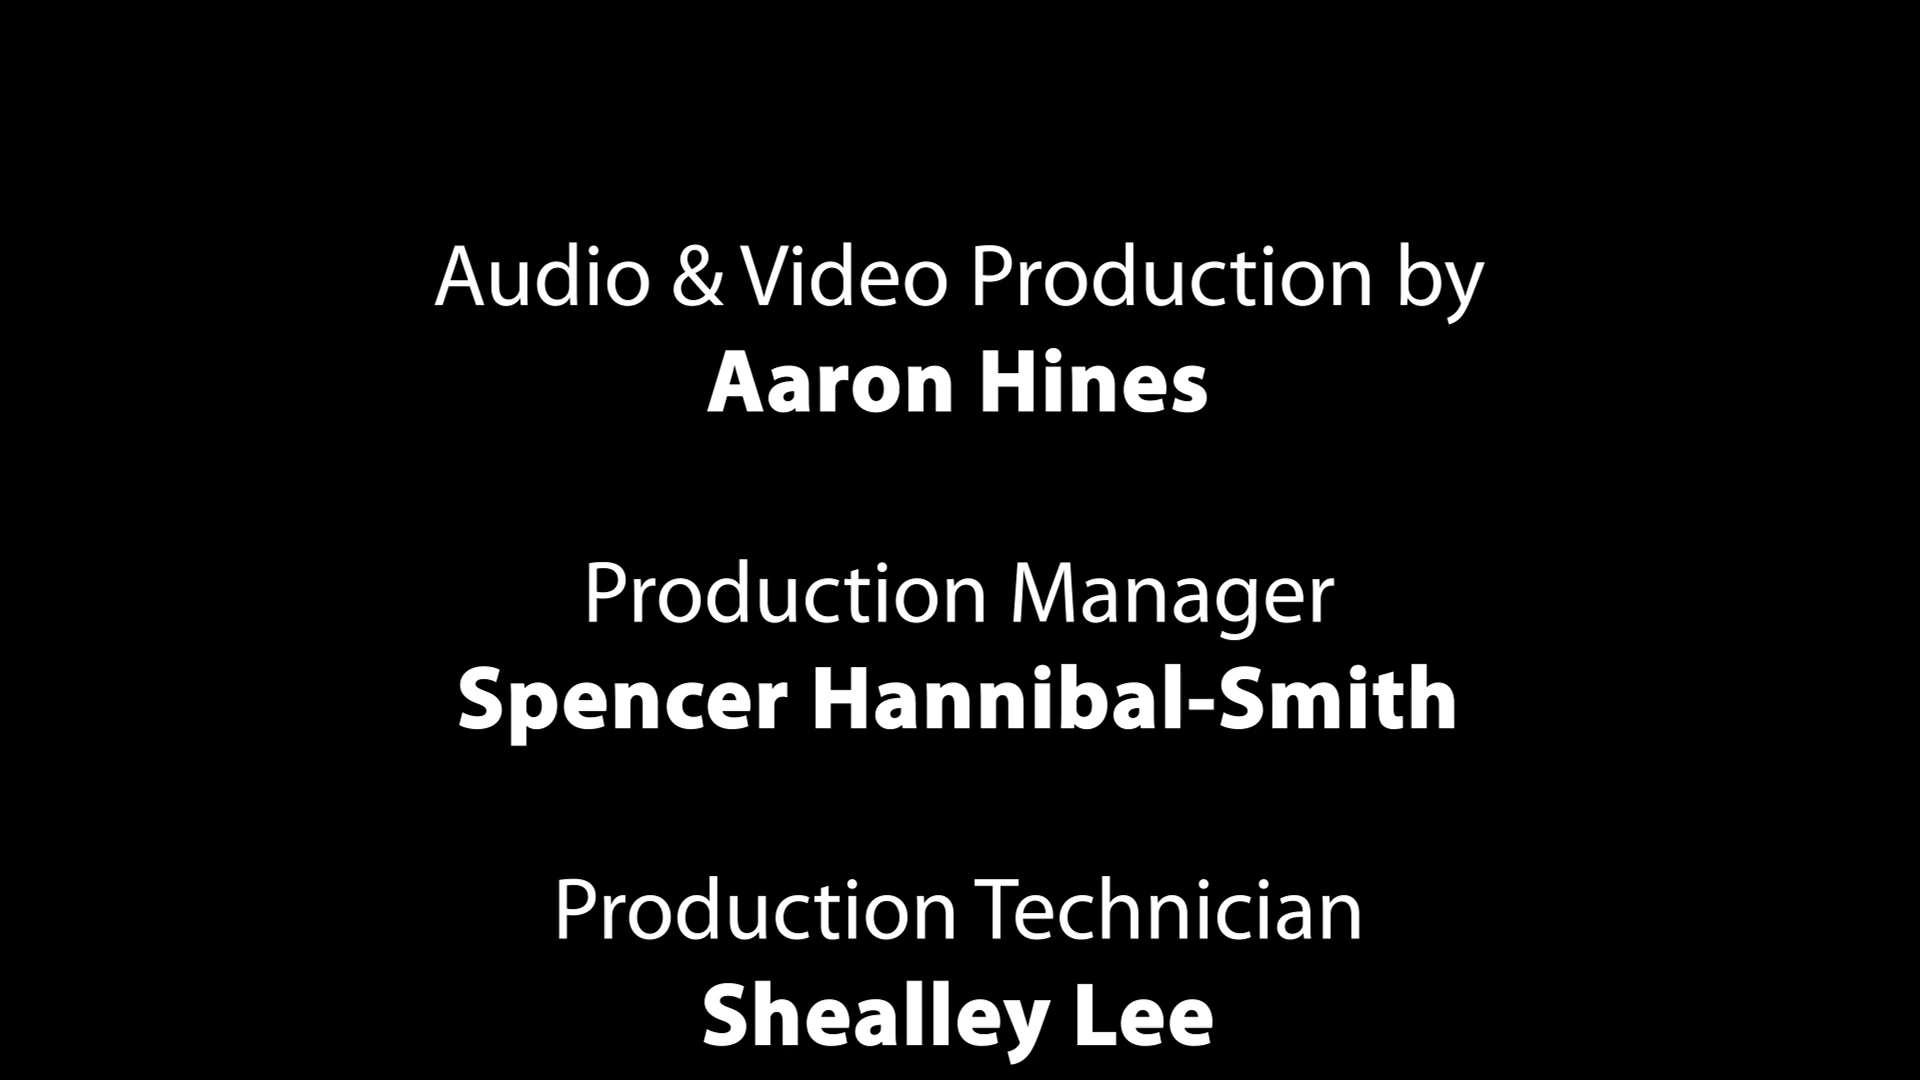 Audio & Video Production by
Aaron Hines
Production Manager
Spencer Hannibal-Smith
Production Technician
Shealley Lee